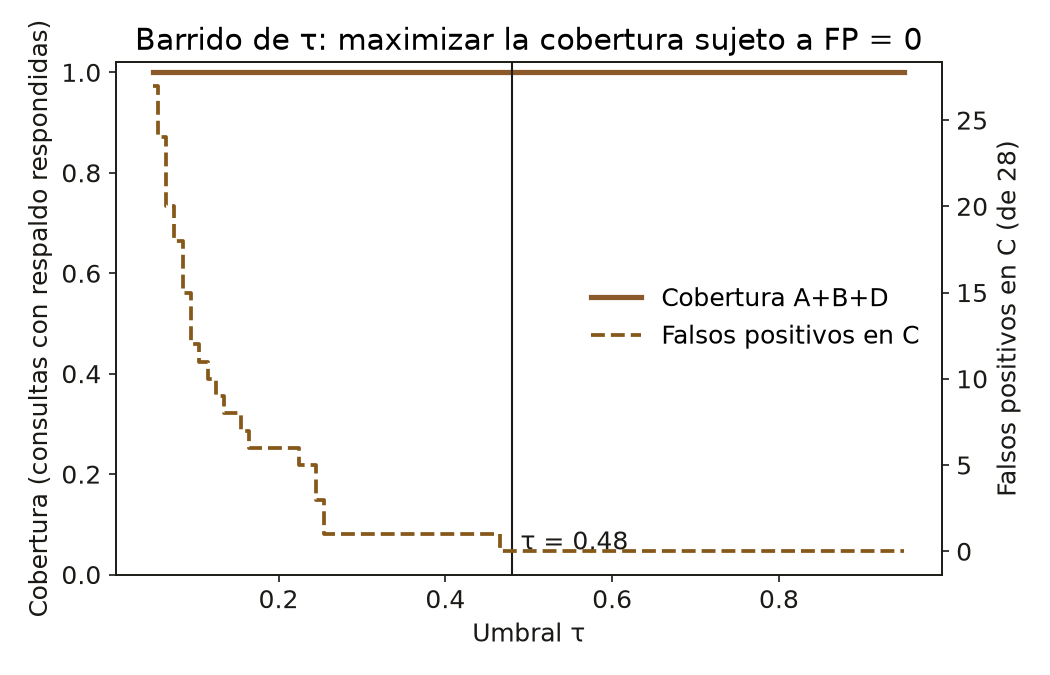 Barrido de τ: maximizar la cobertura sujeto a FP = 0
Cobertura (consultas con respaldo respondidas)
1.0
0.8
0.6
0.4
0.2
0.0
25
20
15
10
5
0
Falsos positivos en C (de 28)
Cobertura A+B+D
Falsos positivos en C
τ = 0.48
0.2
0.4
0.6
0.8
Umbral τ